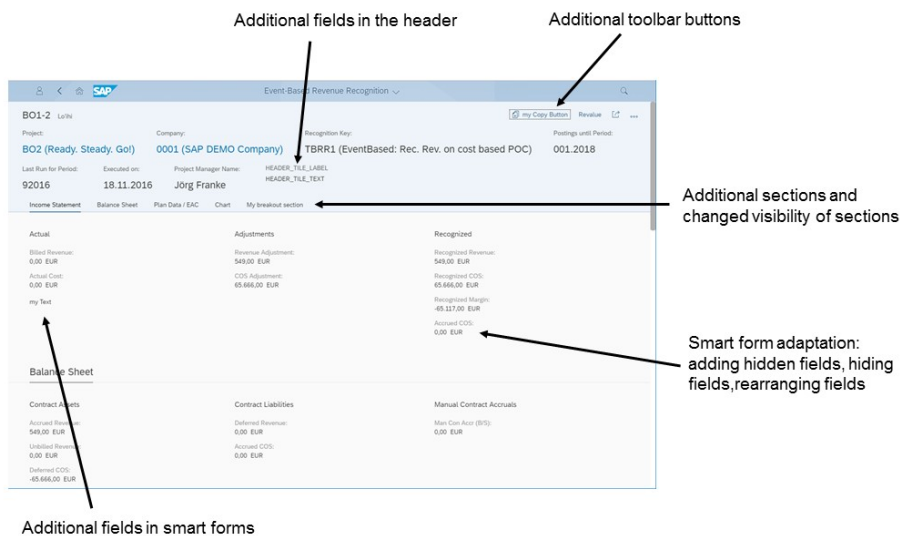 Additional fields in the header
Additional toolbar buttons
SAP
Event-Based Revenue Recognition
BO1-2
my Copy Button Revalue
Project: Company: Recognition Key: Postings until Period:
BO2 (Ready. Steady. Go!) 0001 (SAP DEMO Company) TBRR1 (EventBased: Rec. Rev. on cost based POC) 001.2018
Last Run for Period: Executed on: Project Manager Name: HEADER_TILE_LABEL
HEADER_TILE_TEXT
92016 18.11.2016 Jörg Franke
Income Statement Balance Sheet Plan Data / EAC Chart My breakout section
Additional sections and
changed visibility of sections
Actual Adjustments Recognized
Billed Revenue: Revenue Adjustment: Recognized Revenue:
0,00 EUR 549,00 EUR 549,00 EUR
Actual Cost: COS Adjustment: Recognized COS:
0,00 EUR 65.666,00 EUR 65.666,00 EUR
my Text Recognized Margin:
-65.117,00 EUR
Accrued COS:
0,00 EUR
Smart form adaptation:
adding hidden fields, hiding
fields,rearranging fields
Balance Sheet
Contract Assets Contract Liabilities Manual Contract Accruals
Accrued Revenue: Deferred Revenue: Man Con Accr (B/S):
549,00 EUR 0,00 EUR 0,00 EUR
Unbilled Revenue: Accrued COS:
0,00 EUR 0,00 EUR
Deferred COS:
-65.666,00 EUR
Additional fields in smart forms